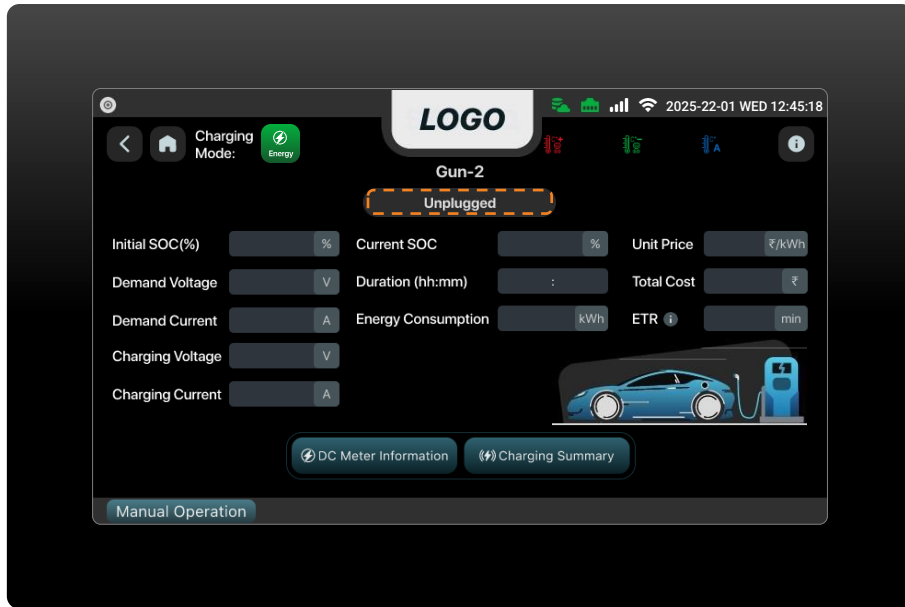 LOGO
2025-22-01 WED 12:45:18
Charging
Mode:
Energy
A
Gun-2
Unplugged
Initial SOC(%) %
Current SOC %
Unit Price ₹/kWh
Demand Voltage V
Duration (hh:mm) :
Total Cost ₹
Demand Current A
Energy Consumption kWh
ETR i min
Charging Voltage V
Charging Current A
DC Meter Information
Charging Summary
Manual Operation